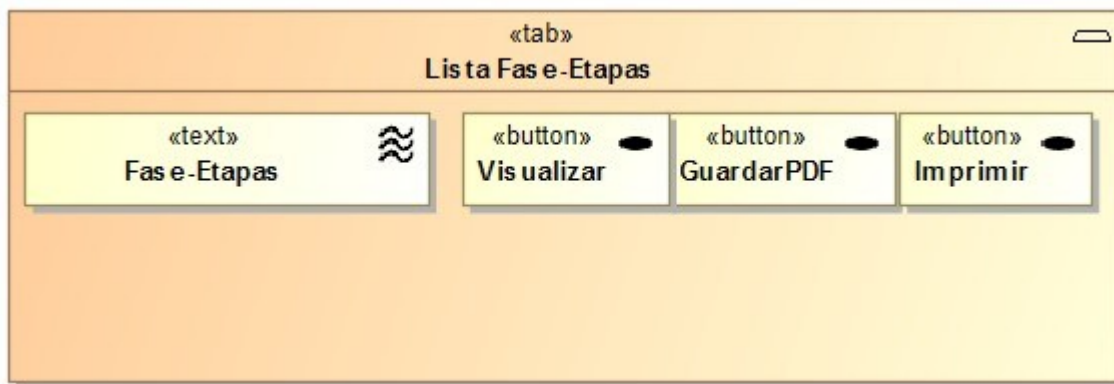 «tab»
Lista Fase-Etapas
«text»
Fase-Etapas
«button»
Visualizar
«button»
GuardarPDF
«button»
Imprimir